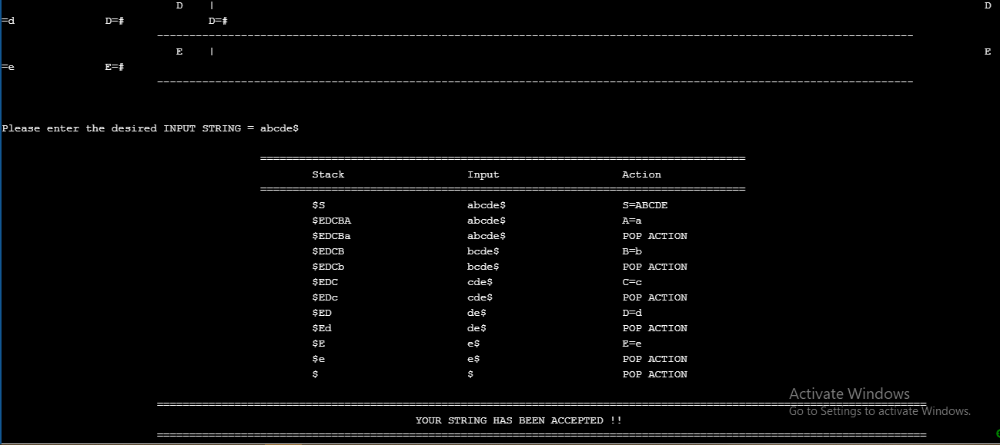 D | D
=d D=# D=#
--------------------------------------------------------------------------------------------------------------------
E | E
=e E=#
--------------------------------------------------------------------------------------------------------------------
Please enter the desired INPUT STRING = abcde$
===========================================================================
Stack Input Action
===========================================================================
$S abcde$ S=ABCDE
$EDCBA abcde$ A=a
$EDCBa abcde$ POP ACTION
$EDCB bcde$ B=b
$EDCb bcde$ POP ACTION
$EDC cde$ C=c
$EDc cde$ POP ACTION
$ED de$ D=d
$Ed de$ POP ACTION
$E e$ E=e
$e e$ POP ACTION
$ $ POP ACTION
=======================================================================================================================
YOUR STRING HAS BEEN ACCEPTED !!
=======================================================================================================================
Activate Windows
Go to Settings to activate Windows.